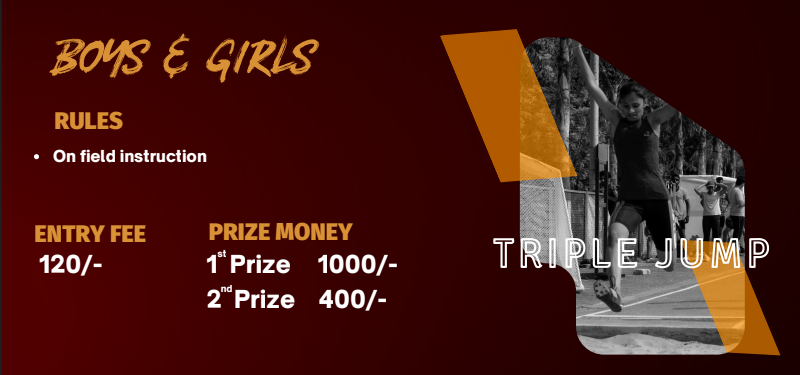 BOYS & GIRLS
RULES
• On field instruction
ENTRY FEE
120/-
PRIZE MONEY
1st Prize 1000/-
2nd Prize 400/-
TRIPLE JUMP